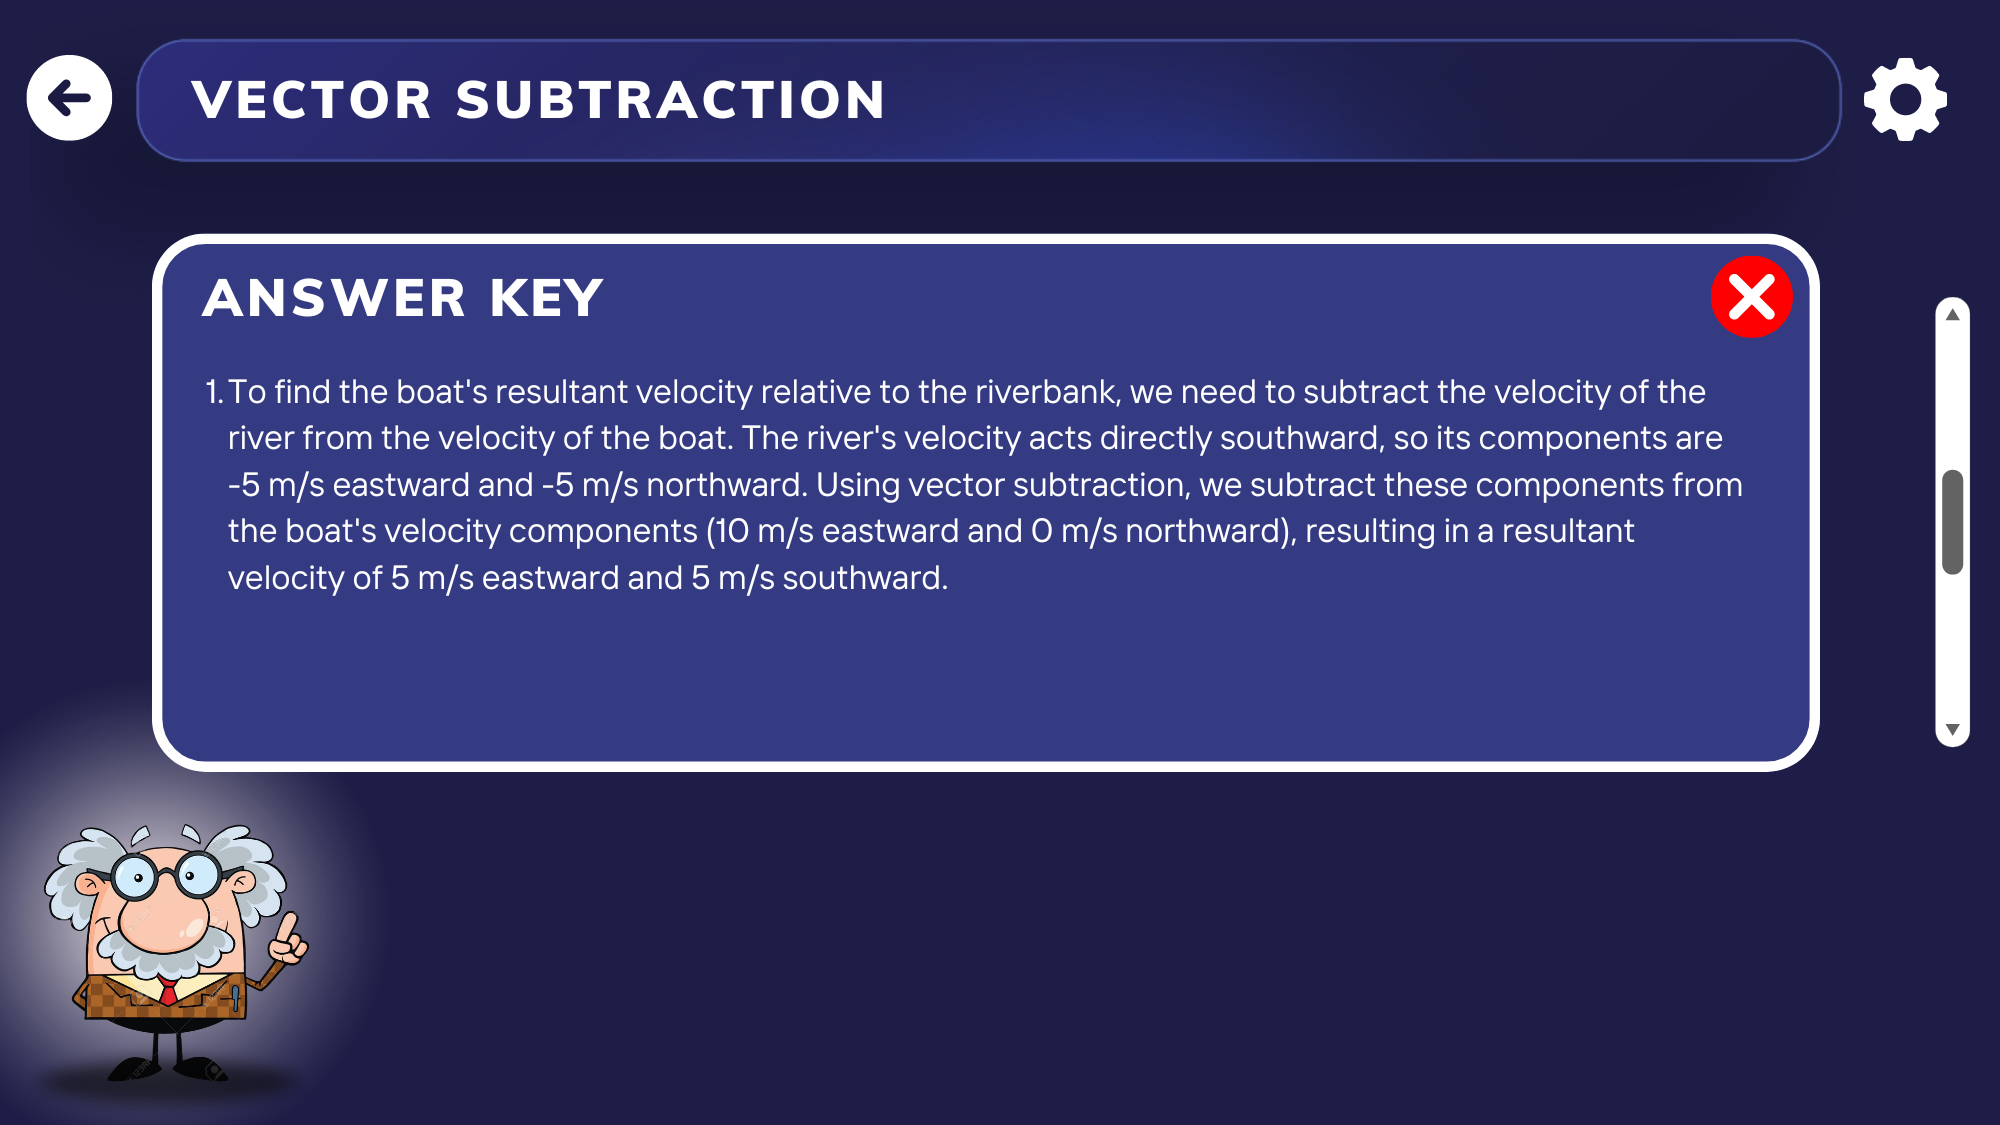 VECTOR SUBTRACTION
ANSWER KEY
1. To find the boat's resultant velocity relative to the riverbank, we need to subtract the velocity of the
river from the velocity of the boat. The river's velocity acts directly southward, so its components are
-5 m/s eastward and -5 m/s northward. Using vector subtraction, we subtract these components from
the boat's velocity components (10 m/s eastward and 0 m/s northward), resulting in a resultant
velocity of 5 m/s eastward and 5 m/s southward.